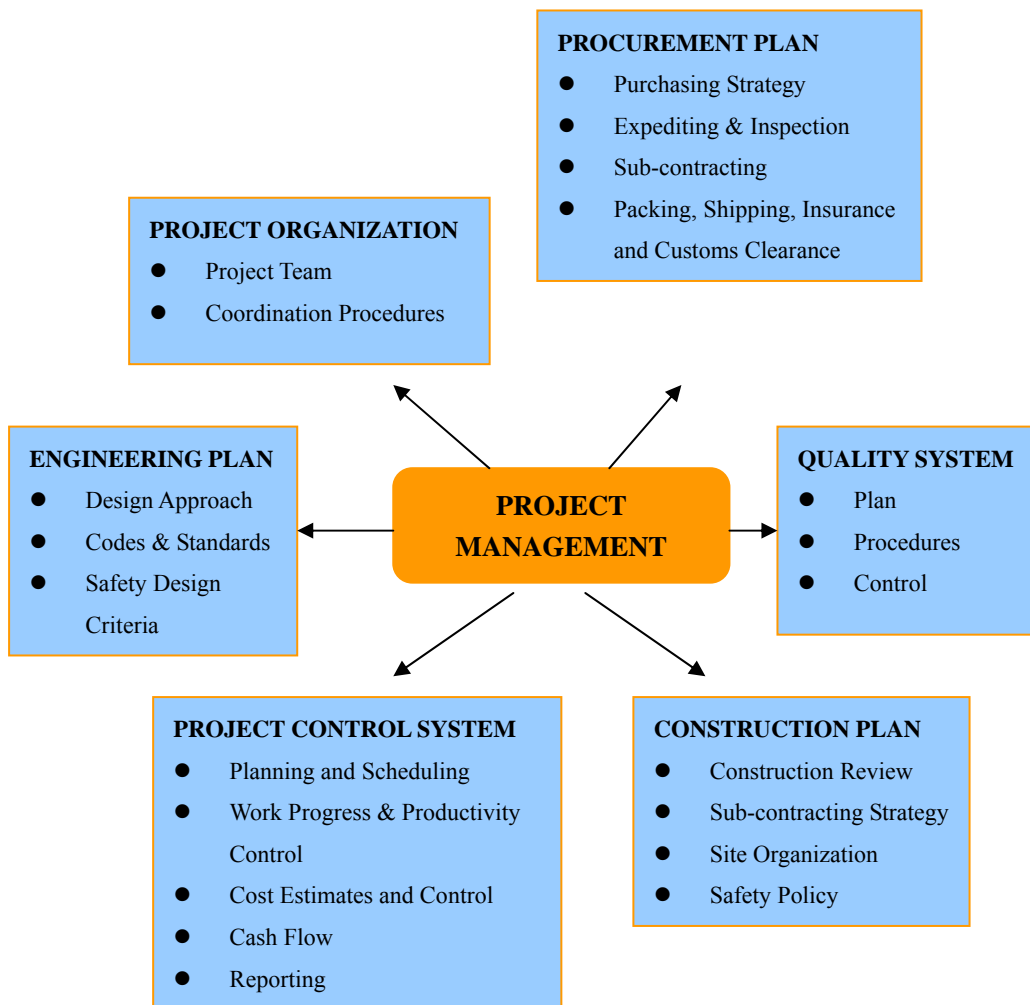 PROCUREMENT PLAN
● Purchasing Strategy
● Expediting & Inspection
● Sub-contracting
● Packing, Shipping, Insurance
and Customs Clearance
PROJECT ORGANIZATION
● Project Team
● Coordination Procedures
ENGINEERING PLAN
● Design Approach
● Codes & Standards
● Safety Design
Criteria
PROJECT
MANAGEMENT
QUALITY SYSTEM
● Plan
● Procedures
● Control
PROJECT CONTROL SYSTEM
● Planning and Scheduling
● Work Progress & Productivity
Control
● Cost Estimates and Control
● Cash Flow
● Reporting
CONSTRUCTION PLAN
● Construction Review
● Sub-contracting Strategy
● Site Organization
● Safety Policy